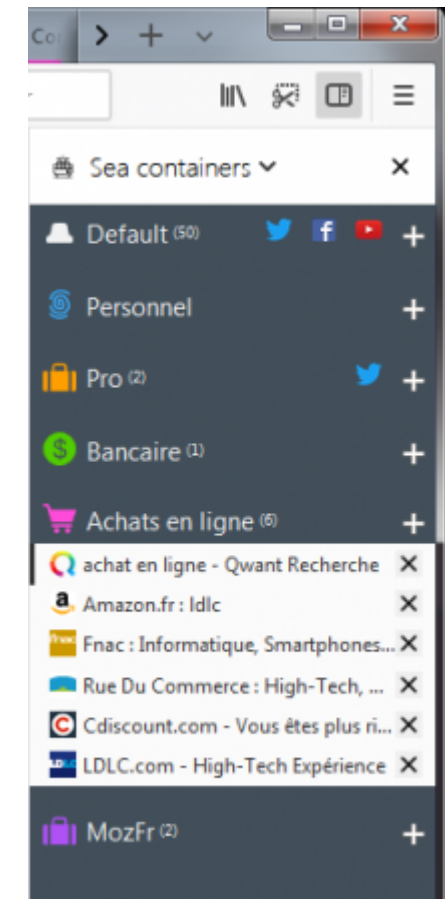 Co
Sea containers
Default (50)
Personnel
Pro (2)
Bancaire (1)
Achats en ligne (6)
achat en ligne - Qwant Recherche
Amazon.fr : ldlc
Fnac : Informatique, Smartphones...
Rue Du Commerce : High-Tech, ...
Cdiscount.com - Vous êtes plus ri...
LDLC.com - High-Tech Expérience
MozFr (2)